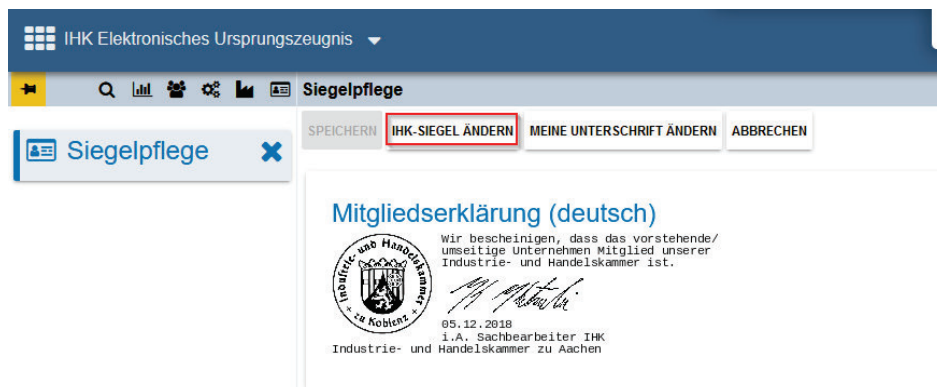 IHK Elektronisches Ursprungszeugnis
Siegelpflege
Siegelpflege
SPEICHERN IHK-SIEGEL ÄNDERN MEINE UNTERSCHRIFT ÄNDERN ABBRECHEN
Mitgliedserklärung (deutsch)
Industrie- und Handelskammer
zu Koblenz
Wir bescheinigen, dass das vorstehende/
umseitige Unternehmen Mitglied unserer
Industrie- und Handelskammer ist.
05.12.2018
i.A. Sachbearbeiter IHK
Industrie- und Handelskammer zu Aachen